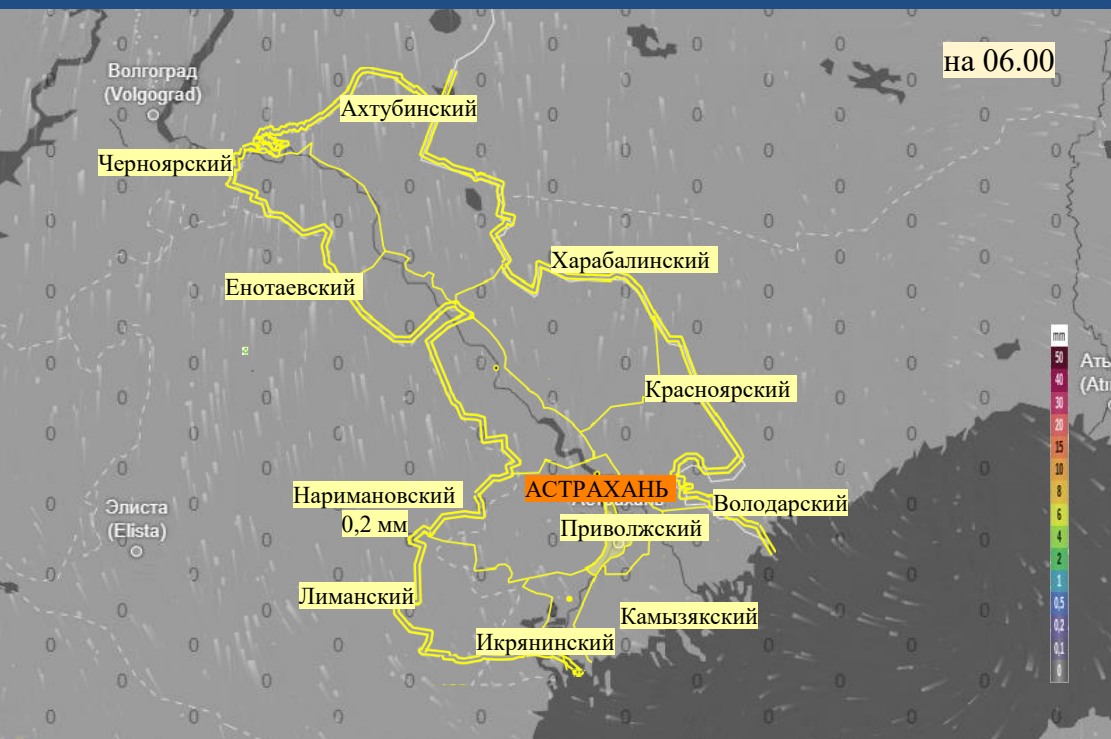 на 06.00
Волгоград
(Volgograd)
Ахтубинский
Черноярский
Харабалинский
Енотаевский
mm
50
40
30
20
15
10
8
6
4
2
1
0,5
0,2
0,1
0
Красноярский
Нариманoвский
0,2 мм
АСТРАХАНЬ
Володарский
Элиста
(Elista)
Приволжский
Лиманский
Камызякский
Икрянинский